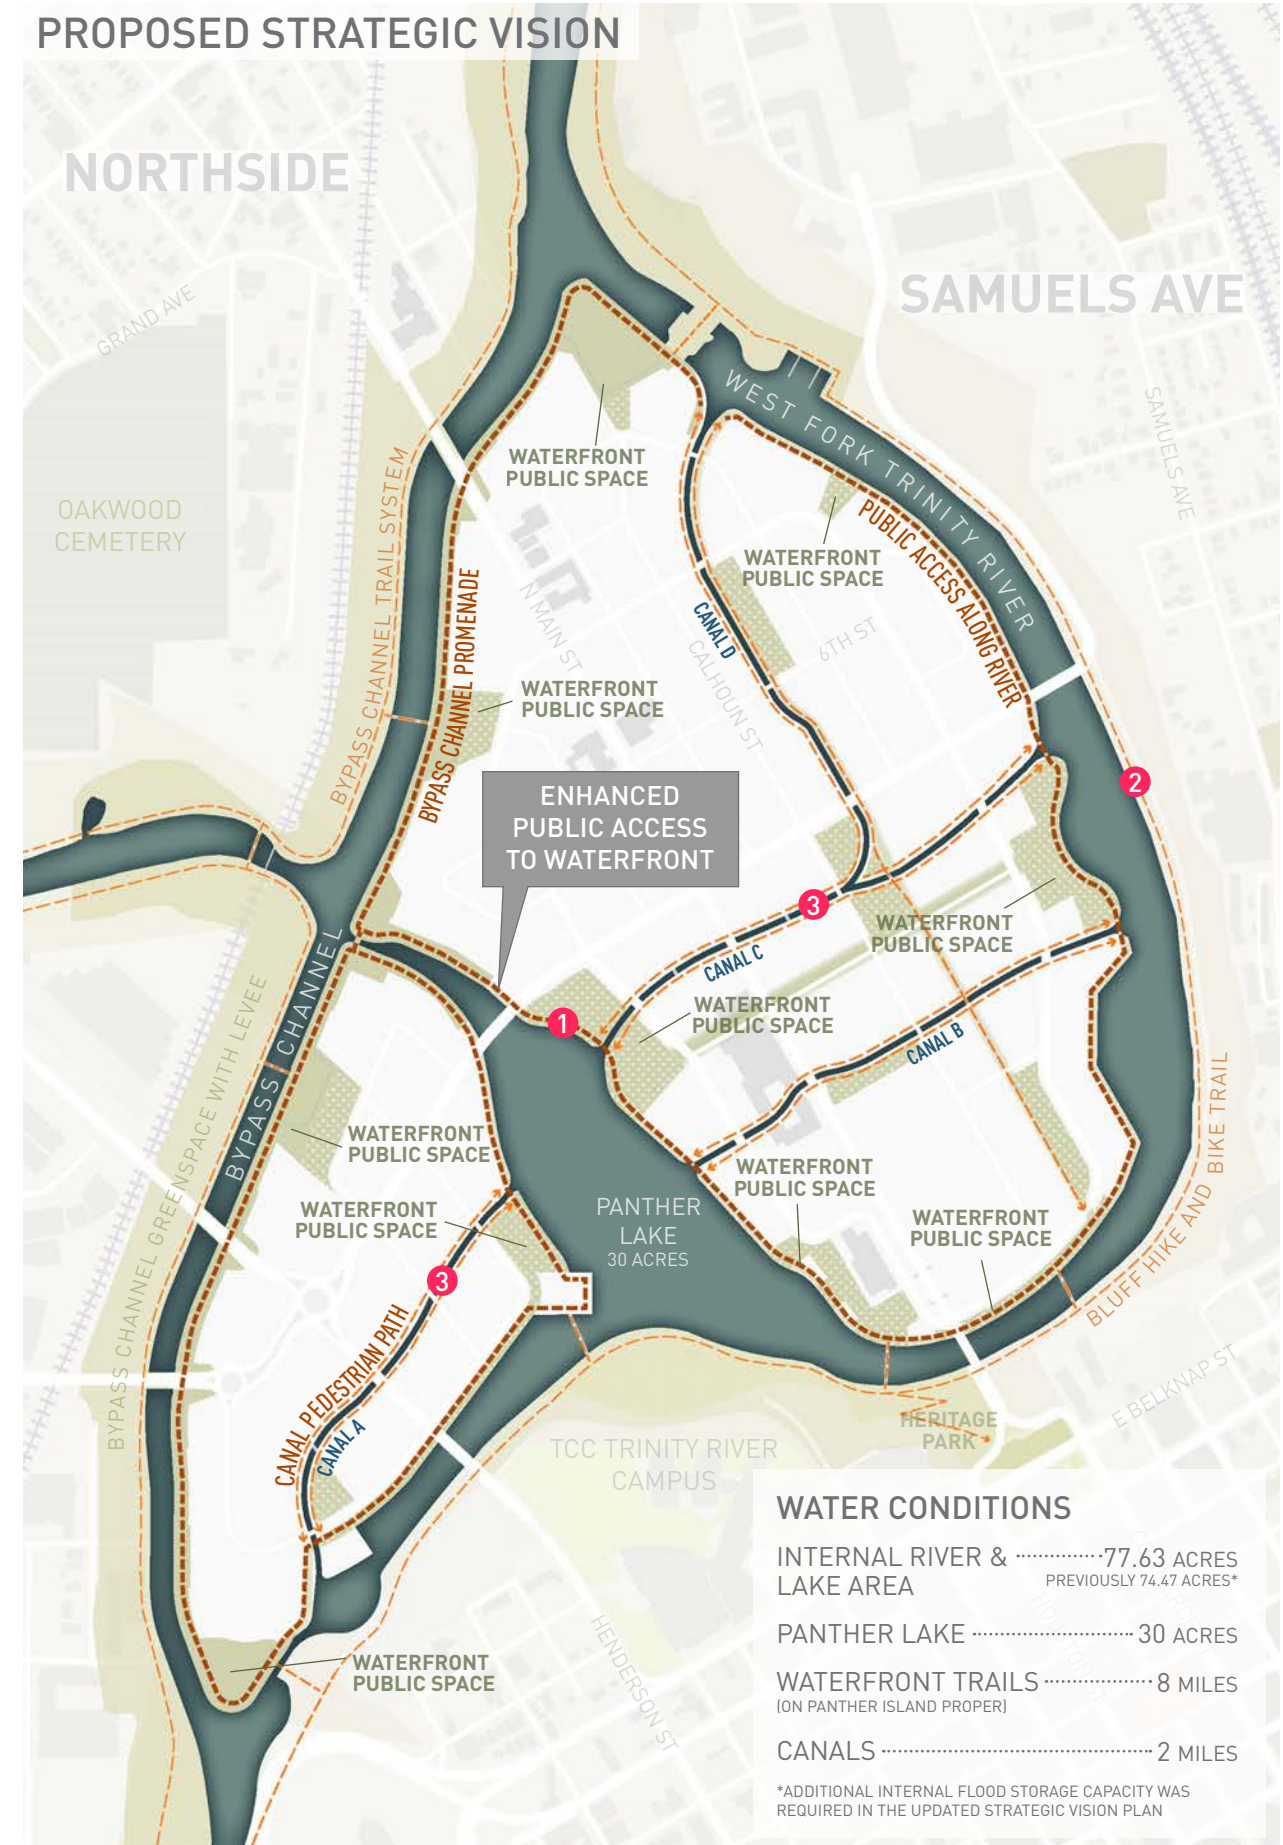 PROPOSED STRATEGIC VISION
NORTHSIDE
SAMUELS AVE
GRAND AVE
WEST FORK TRINITY RIVER
SAMUELS AVE
WATERFRONT
PUBLIC SPACE
OAKWOOD
CEMETERY
BYPASS CHANNEL TRAIL SYSTEM
PUBLIC ACCESS ALONG RIVER
WATERFRONT
PUBLIC SPACE
BYPASS CHANNEL PROMENADE
N MAIN ST
CANAL D
CALHOUN ST
6TH ST
WATERFRONT
PUBLIC SPACE
2
ENHANCED
PUBLIC ACCESS
TO WATERFRONT
3
WATERFRONT
PUBLIC SPACE
CANAL C
BYPASS CHANNEL
WATERFRONT
PUBLIC SPACE
1
CANAL B
BYPASS CHANNEL GREENSPACE WITH LEVEE
WATERFRONT
PUBLIC SPACE
WATERFRONT
PUBLIC SPACE
WATERFRONT
PUBLIC SPACE
PANTHER
LAKE
30 ACRES
WATERFRONT
PUBLIC SPACE
BLUFF HIKE AND BIKE TRAIL
3
CANAL PEDESTRIAN PATH
CANAL A
HERITAGE
PARK
E BELKNAP ST
TCC TRINITY RIVER
CAMPUS
HENDERSON ST
WATERFRONT
PUBLIC SPACE
WATER CONDITIONS
INTERNAL RIVER & 77.63 ACRES
LAKE AREA PREVIOUSLY 74.47 ACRES*
PANTHER LAKE 30 ACRES
WATERFRONT TRAILS 8 MILES
(ON PANTHER ISLAND PROPER)
CANALS 2 MILES
*ADDITIONAL INTERNAL FLOOD STORAGE CAPACITY WAS
REQUIRED IN THE UPDATED STRATEGIC VISION PLAN